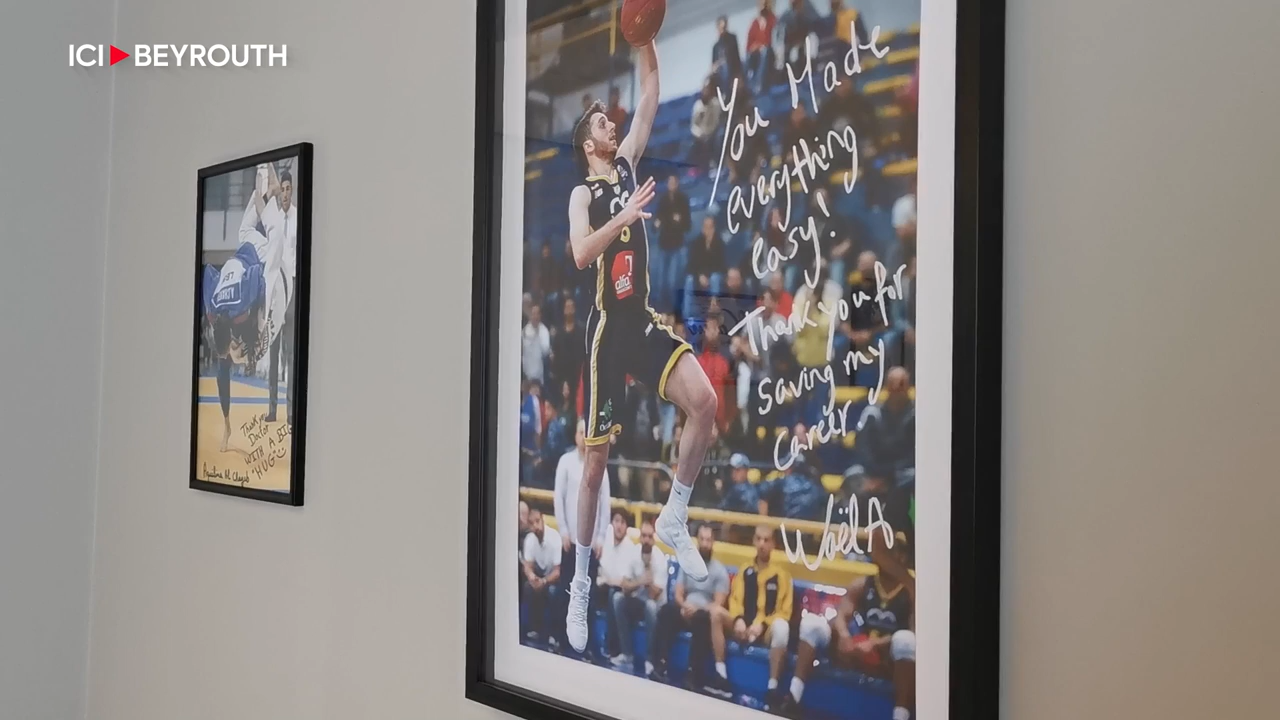 ICI BEYROUTH
You Made
everything
easy!
Thank you for
saving my
career.
Waël A
alfa
Thank you
Doctor
WITH A BIG
"HUG"